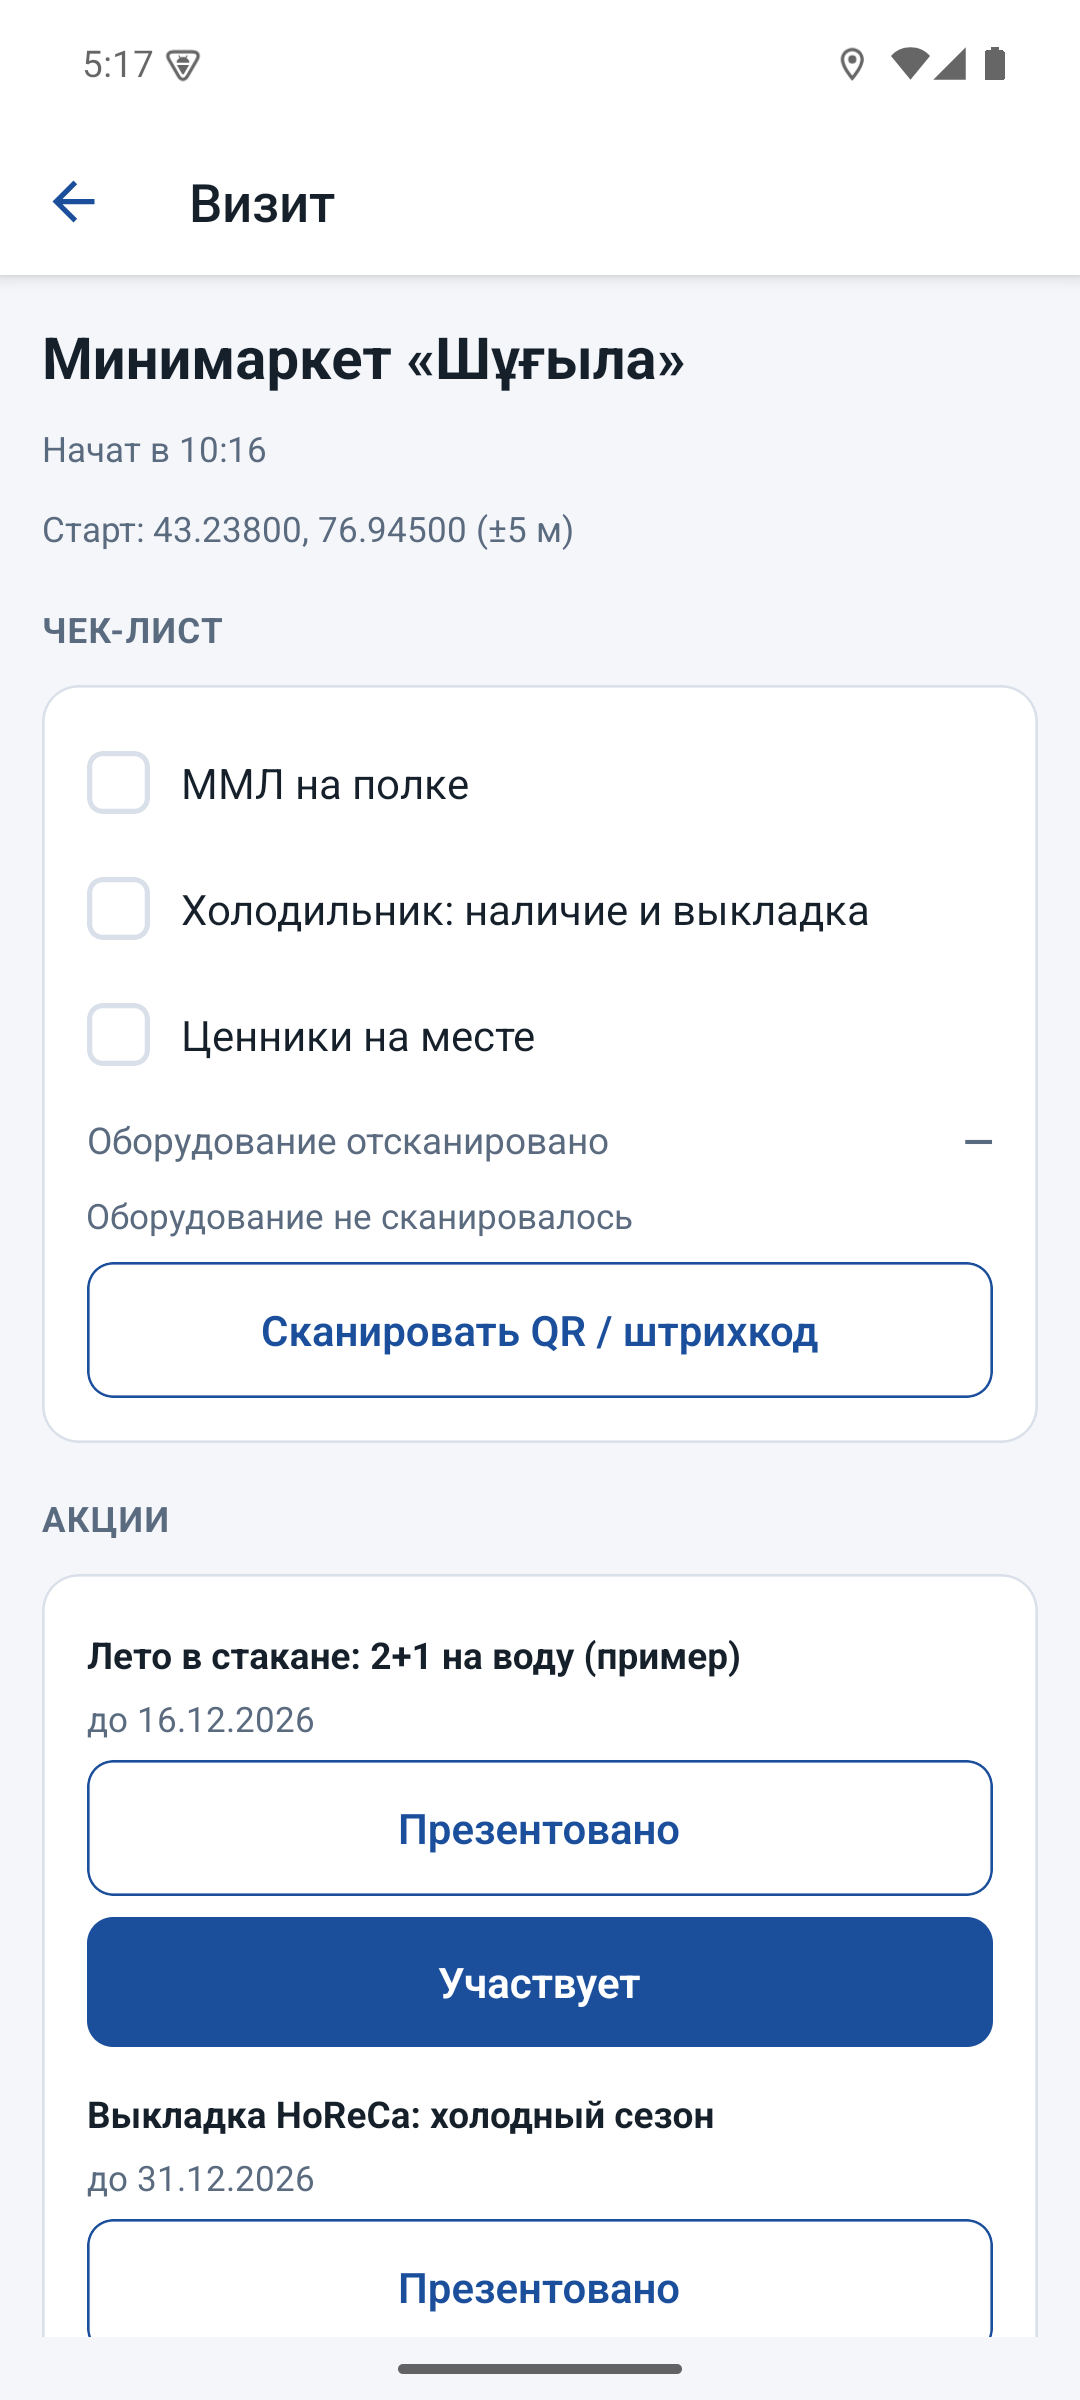 5:17
Визит
Минимаркет «Шұғыла»
Начат в 10:16
Старт: 43.23800, 76.94500 (±5 м)
ЧЕК-ЛИСТ
ММЛ на полке
Холодильник: наличие и выкладка
Ценники на месте
Оборудование отсканировано —
Оборудование не сканировалось
Сканировать QR / штрихкод
АКЦИИ
Лето в стакане: 2+1 на воду (пример)
до 16.12.2026
Презентовано
Участвует
Выкладка HoReCa: холодный сезон
до 31.12.2026
Презентовано